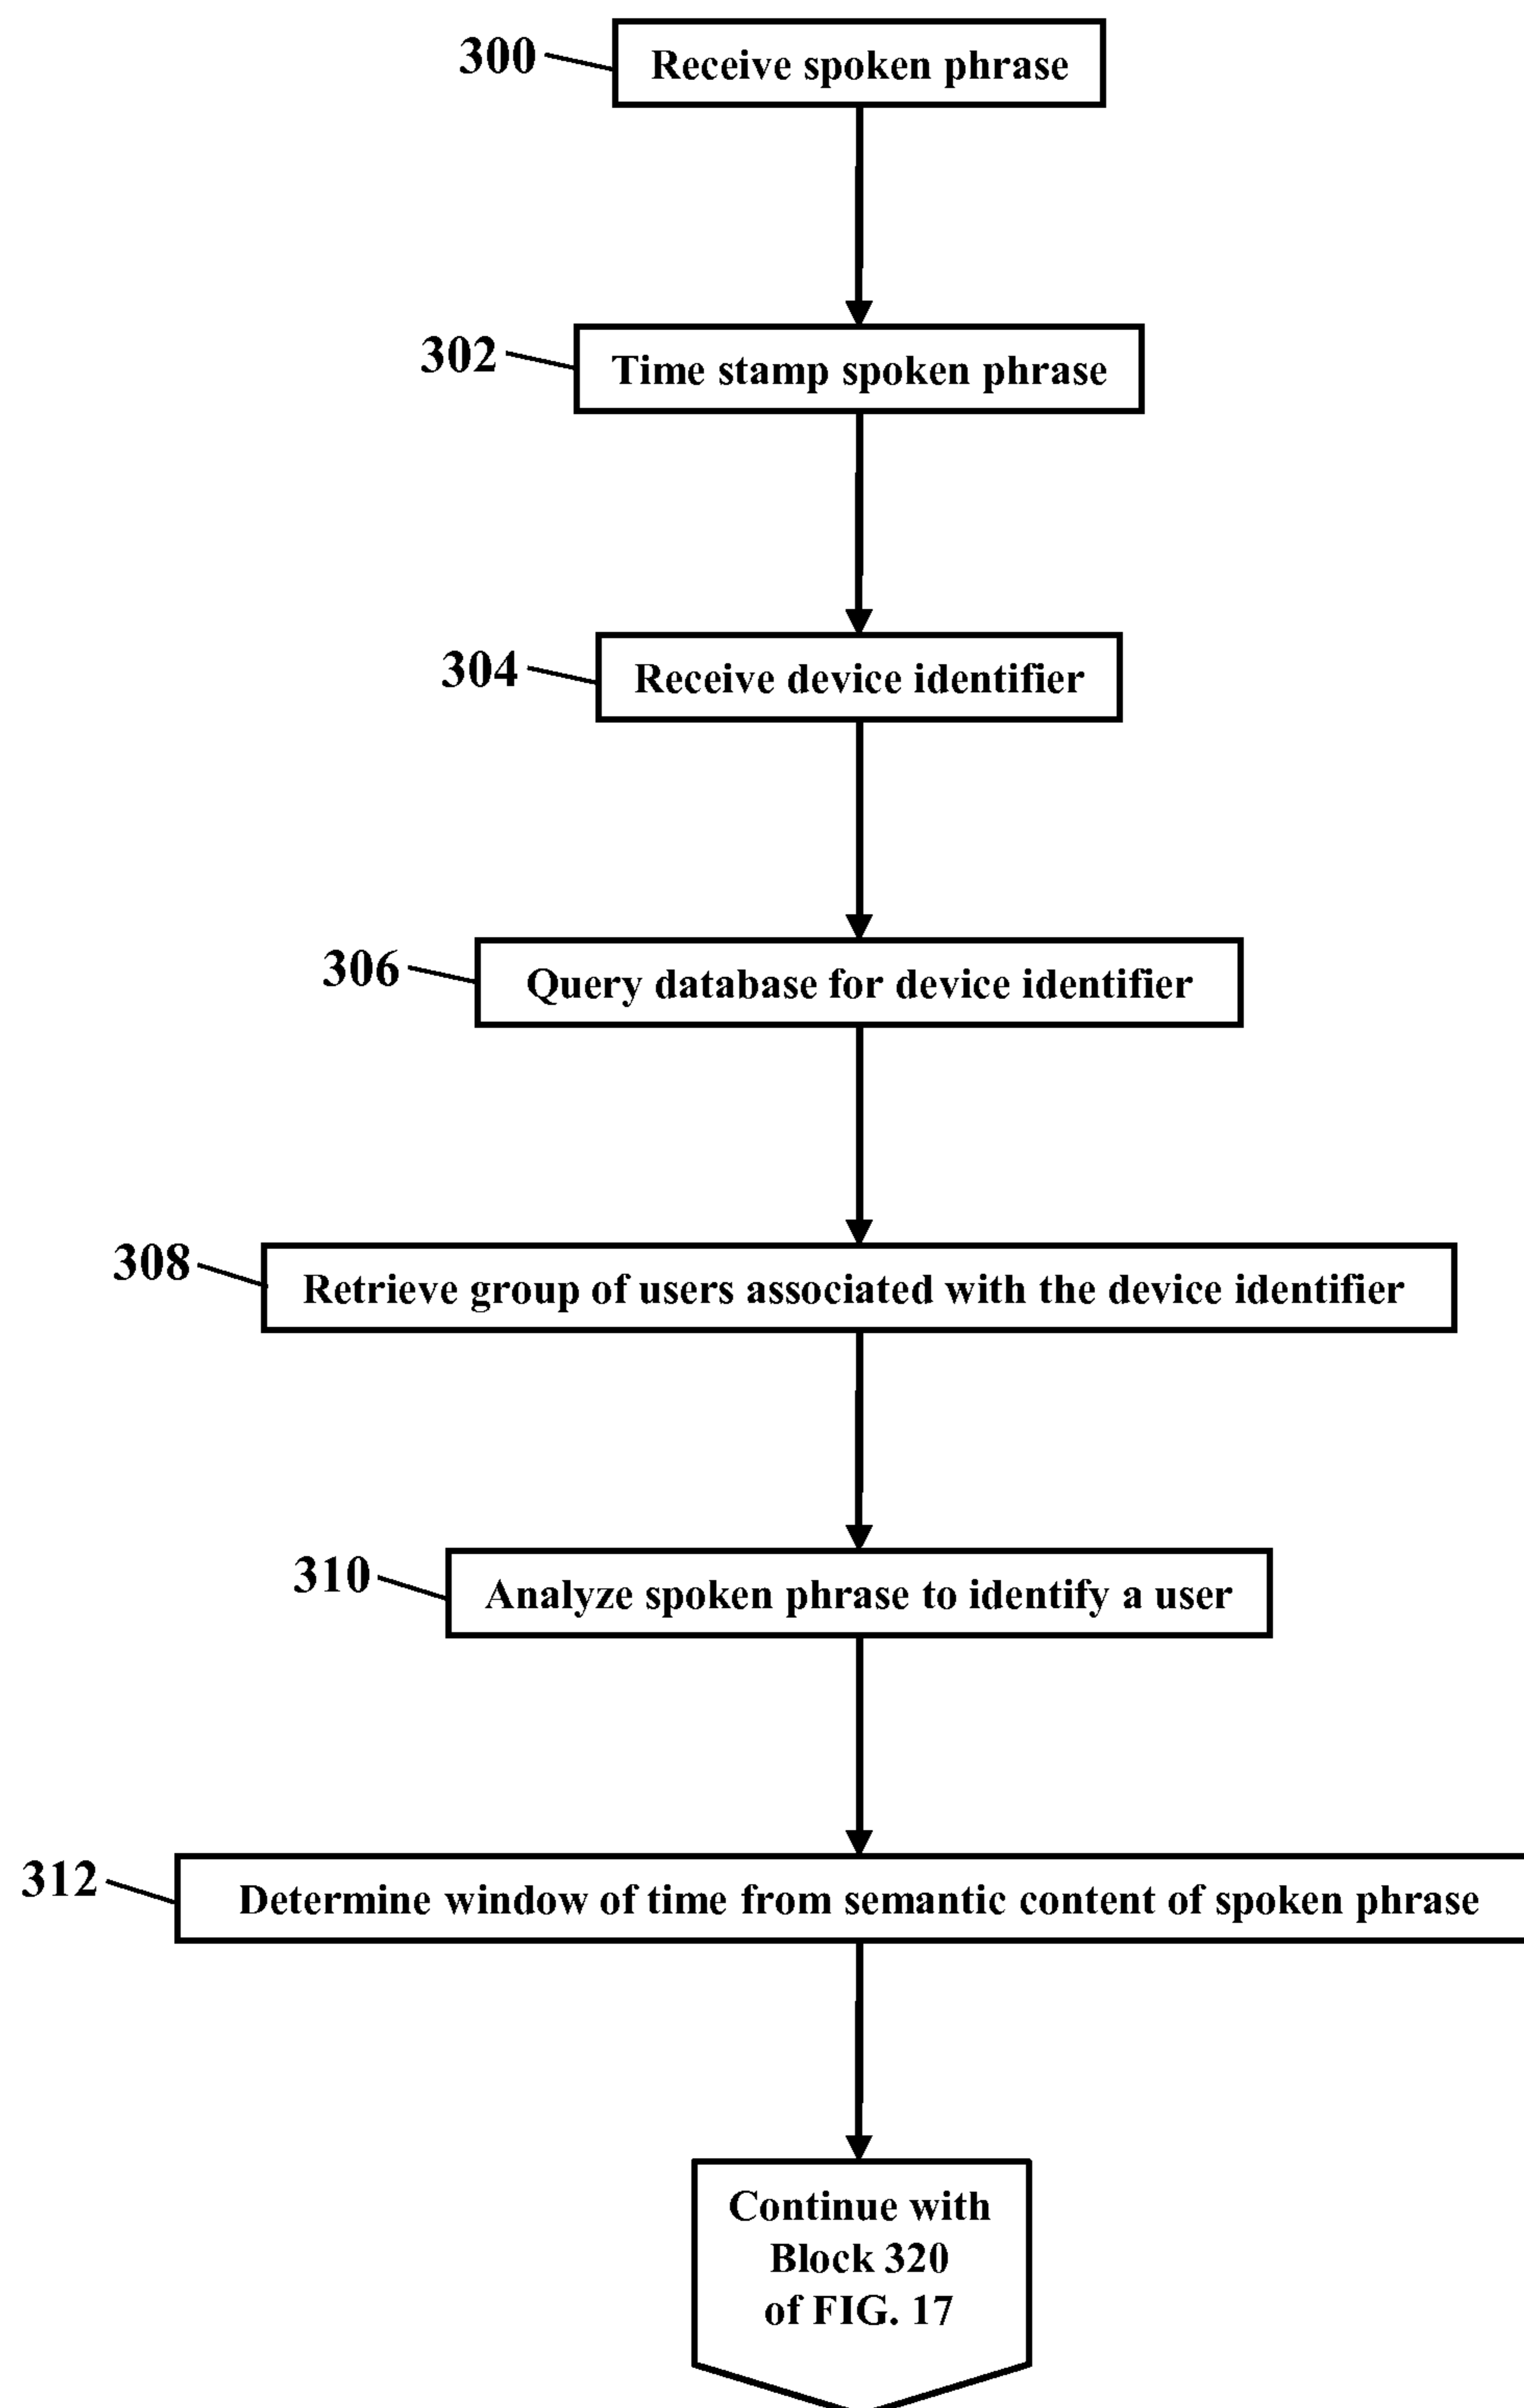 300 Receive spoken phrase
302 Time stamp spoken phrase
304 Receive device identifier
306 Query database for device identifier
308 Retrieve group of users associated with the device identifier
310 Analyze spoken phrase to identify a user
312 Determine window of time from semantic content of spoken phrase
Continue with
Block 320
of FIG. 17